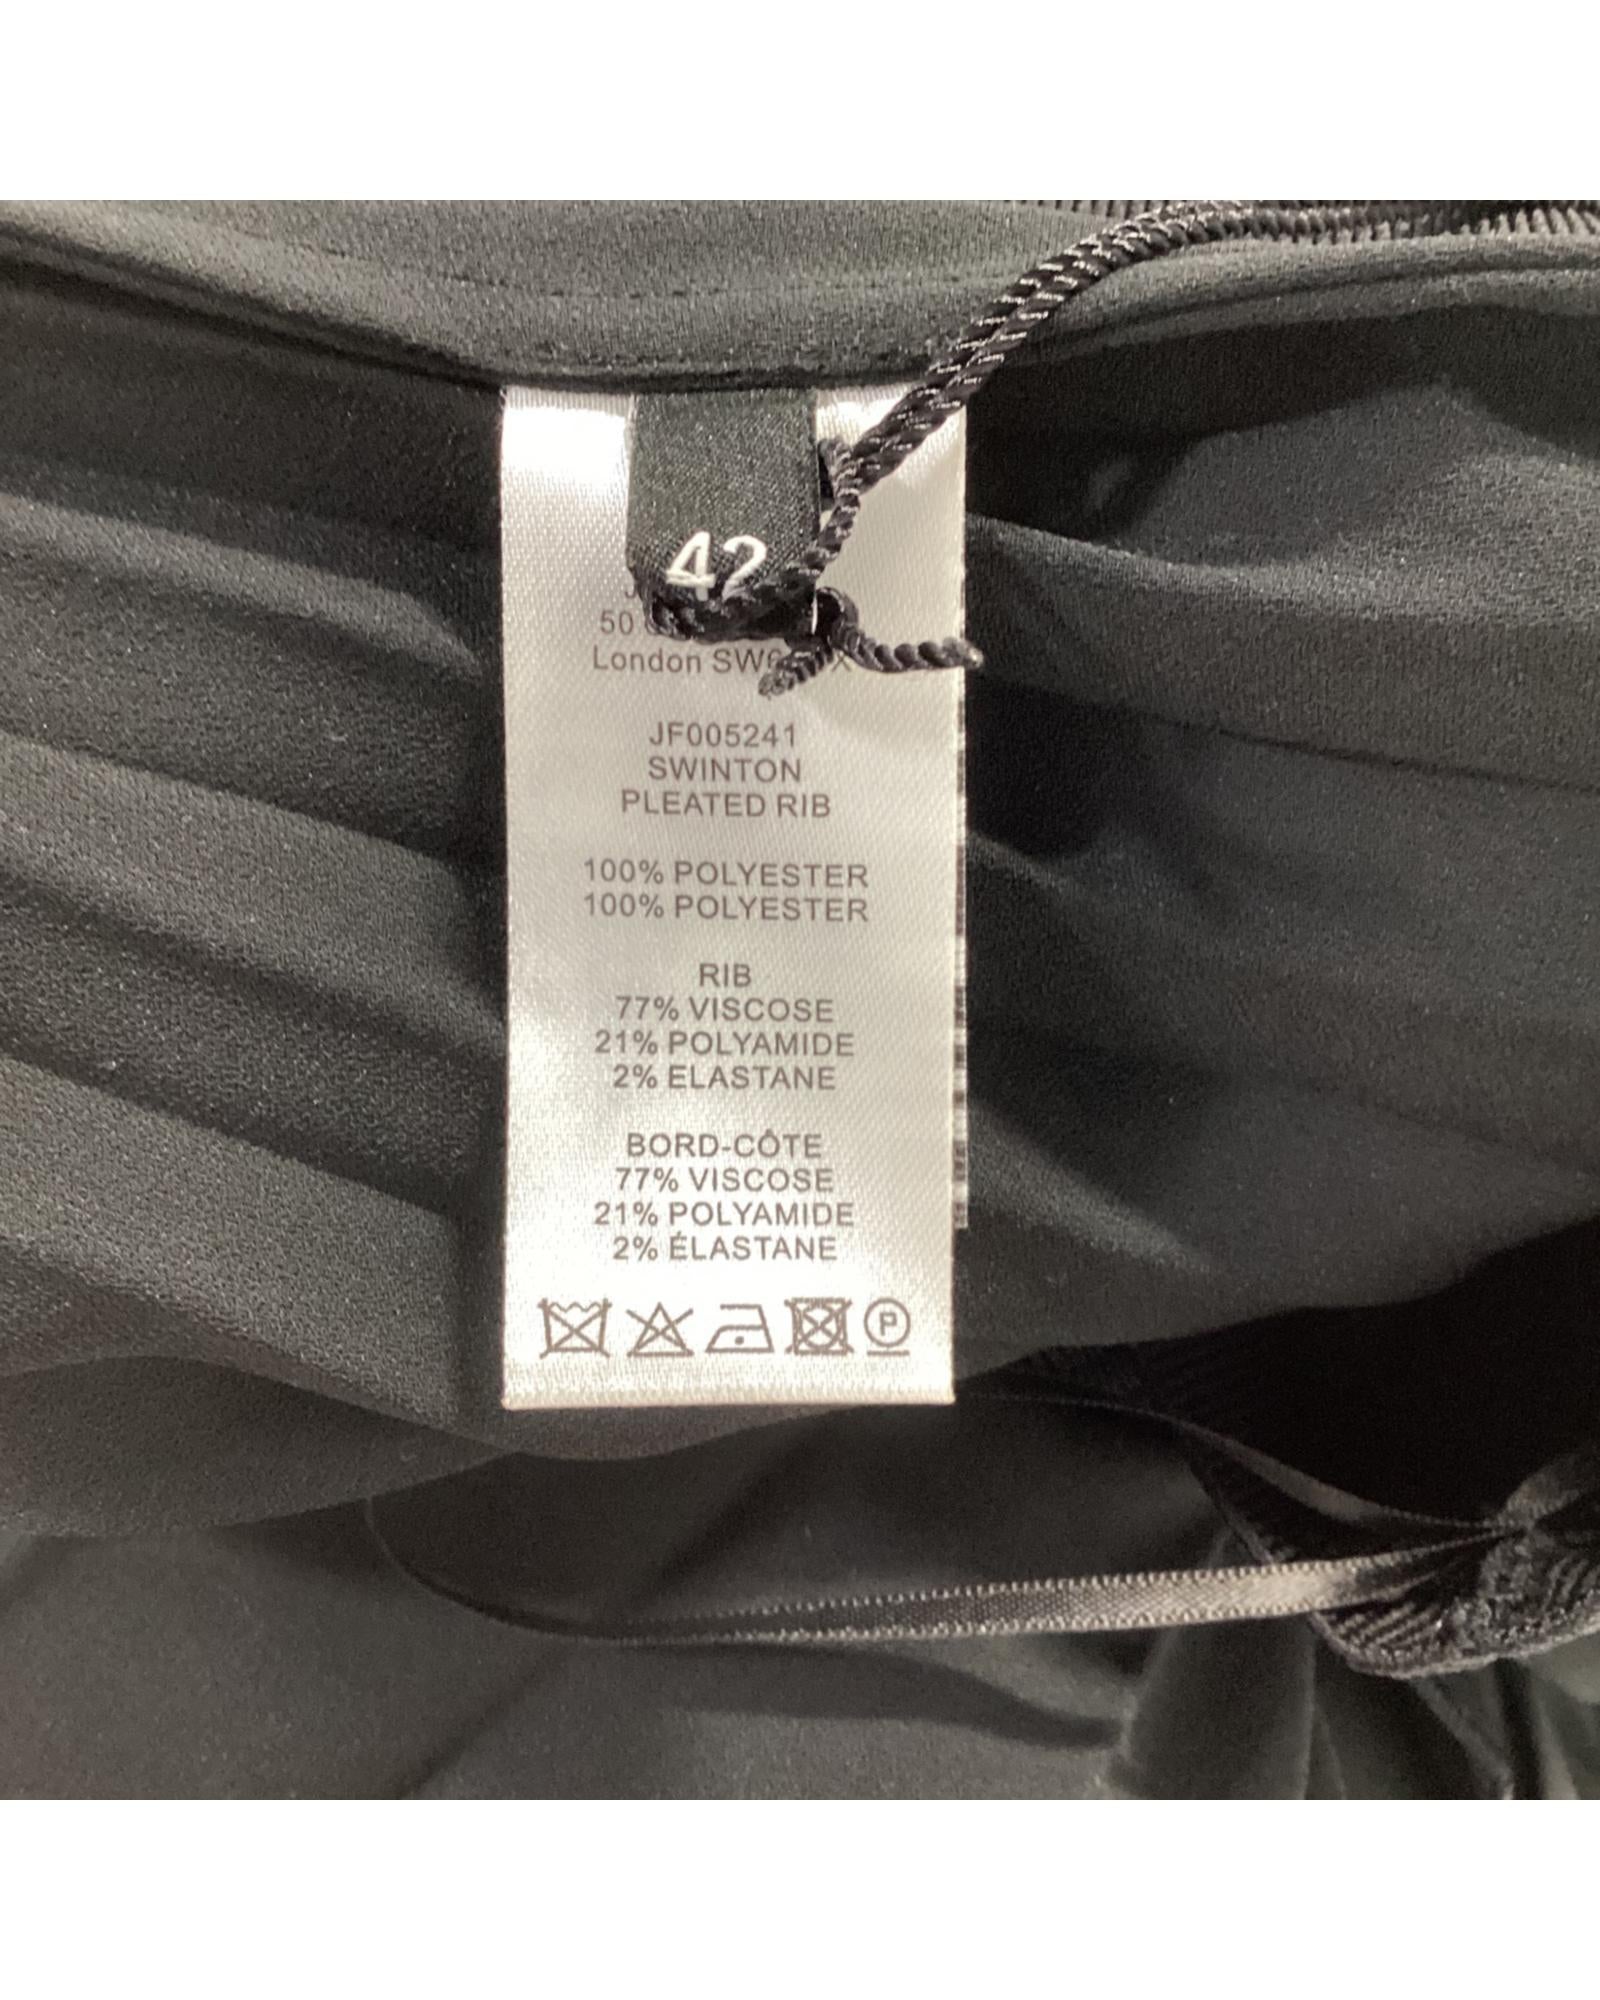 42
50
London
JF005241
SWINTON
PLEATED RIB
100% POLYESTER
100% POLYESTER
RIB
77% VISCOSE
21% POLYAMIDE
2% ELASTANE
BORD-CÔTE
77% VISCOSE
21% POLYAMIDE
2% ÉLASTANE
P